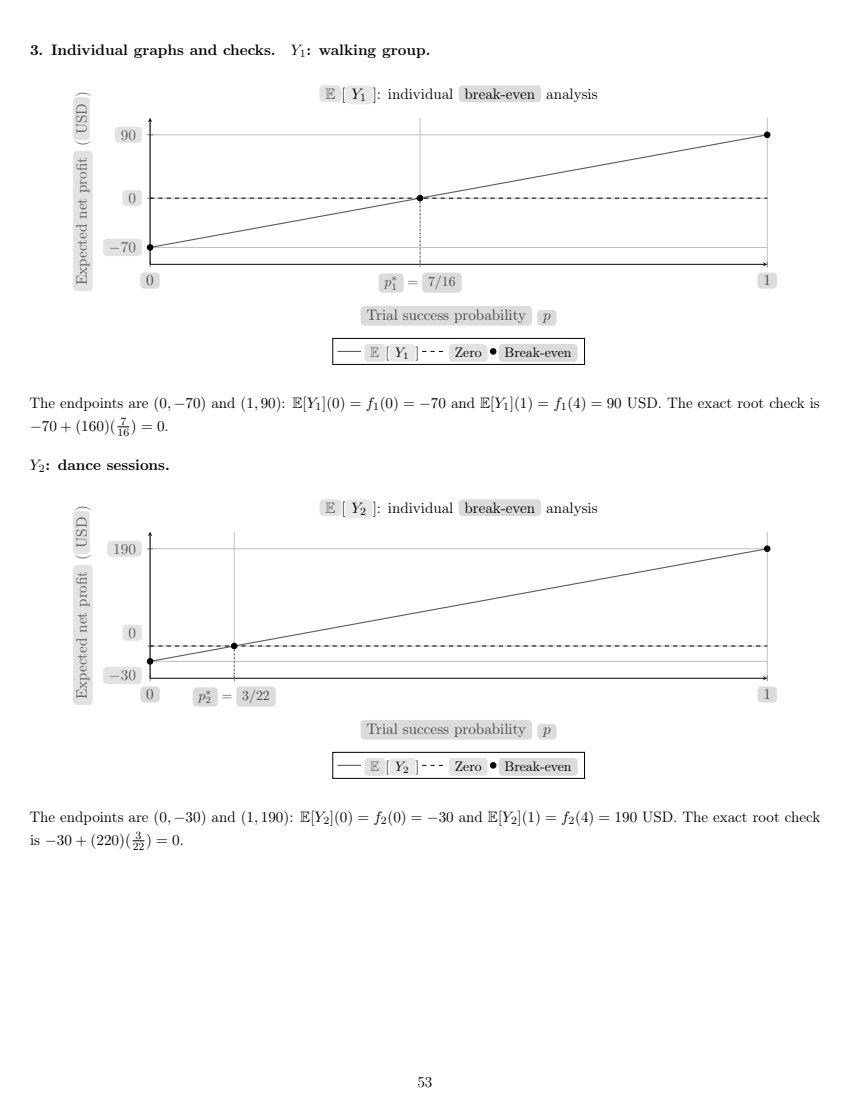 3. Individual graphs and checks. Y₁: walking group.
𝔼[ Y₁ ]: individual break-even analysis
Expected net profit ( USD )
90
0
−70
0
p₁* = 7/16
1
Trial success probability p
𝔼[ Y₁ ] Zero Break-even
The endpoints are (0, −70) and (1, 90): 𝔼[Y₁](0) = f₁(0) = −70 and 𝔼[Y₁](1) = f₁(4) = 90 USD. The exact root check is
−70 + (160)(7/16) = 0.
Y₂: dance sessions.
𝔼[ Y₂ ]: individual break-even analysis
Expected net profit ( USD )
190
0
−30
0
p₂* = 3/22
1
Trial success probability p
𝔼[ Y₂ ] Zero Break-even
The endpoints are (0, −30) and (1, 190): 𝔼[Y₂](0) = f₂(0) = −30 and 𝔼[Y₂](1) = f₂(4) = 190 USD. The exact root check
is −30 + (220)(3/22) = 0.
53